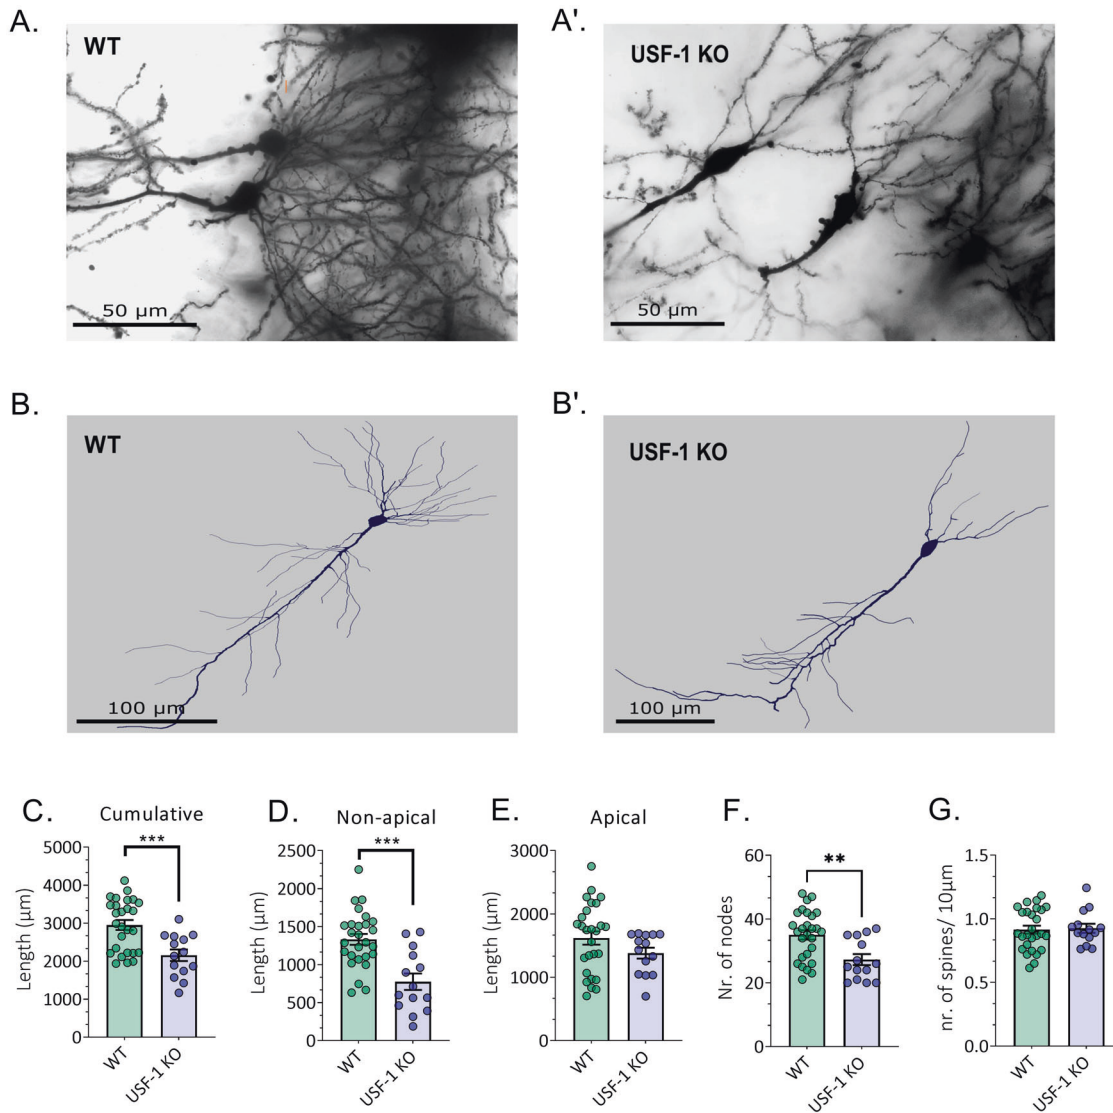 A.
WT
50 µm
A'.
USF-1 KO
50 µm
B.
WT
100 µm
B'.
USF-1 KO
100 µm
C.
Cumulative
***
Length (µm)
5000
4000
3000
2000
1000
0
WT
USF-1 KO
D.
Non-apical
***
Length (µm)
2500
2000
1500
1000
500
0
WT
USF-1 KO
E.
Apical
Length (µm)
3000
2000
1000
0
WT
USF-1 KO
F.
**
Nr. of nodes
60
40
20
0
WT
USF-1 KO
G.
nr. of spines/ 10µm
1.5
1.0
0.5
0.0
WT
USF-1 KO